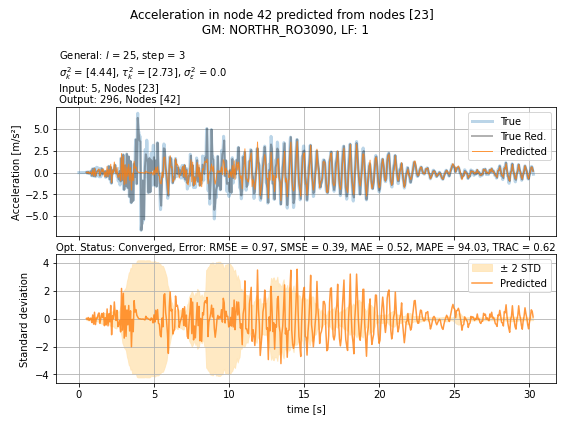 Acceleration in node 42 predicted from nodes [23]
GM: NORTHR_RO3090, LF: 1
General: l = 25, step = 3
σ²ₖ = [4.44], τ²ₖ = [2.73], σ²ε = 0.0
Input: 5, Nodes [23]
Output: 296, Nodes [42]
Acceleration [m/s²]
5.0
2.5
0.0
−2.5
−5.0
True
True Red.
Predicted
Opt. Status: Converged, Error: RMSE = 0.97, SMSE = 0.39, MAE = 0.52, MAPE = 94.03, TRAC = 0.62
Standard deviation
4
2
0
−2
−4
± 2 STD
Predicted
0 5 10 15 20 25 30
time [s]